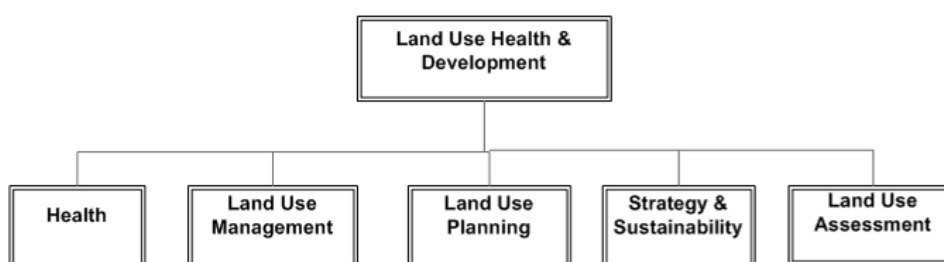 Land Use Health &
Development
Health
Land Use
Management
Land Use
Planning
Strategy &
Sustainability
Land Use
Assessment